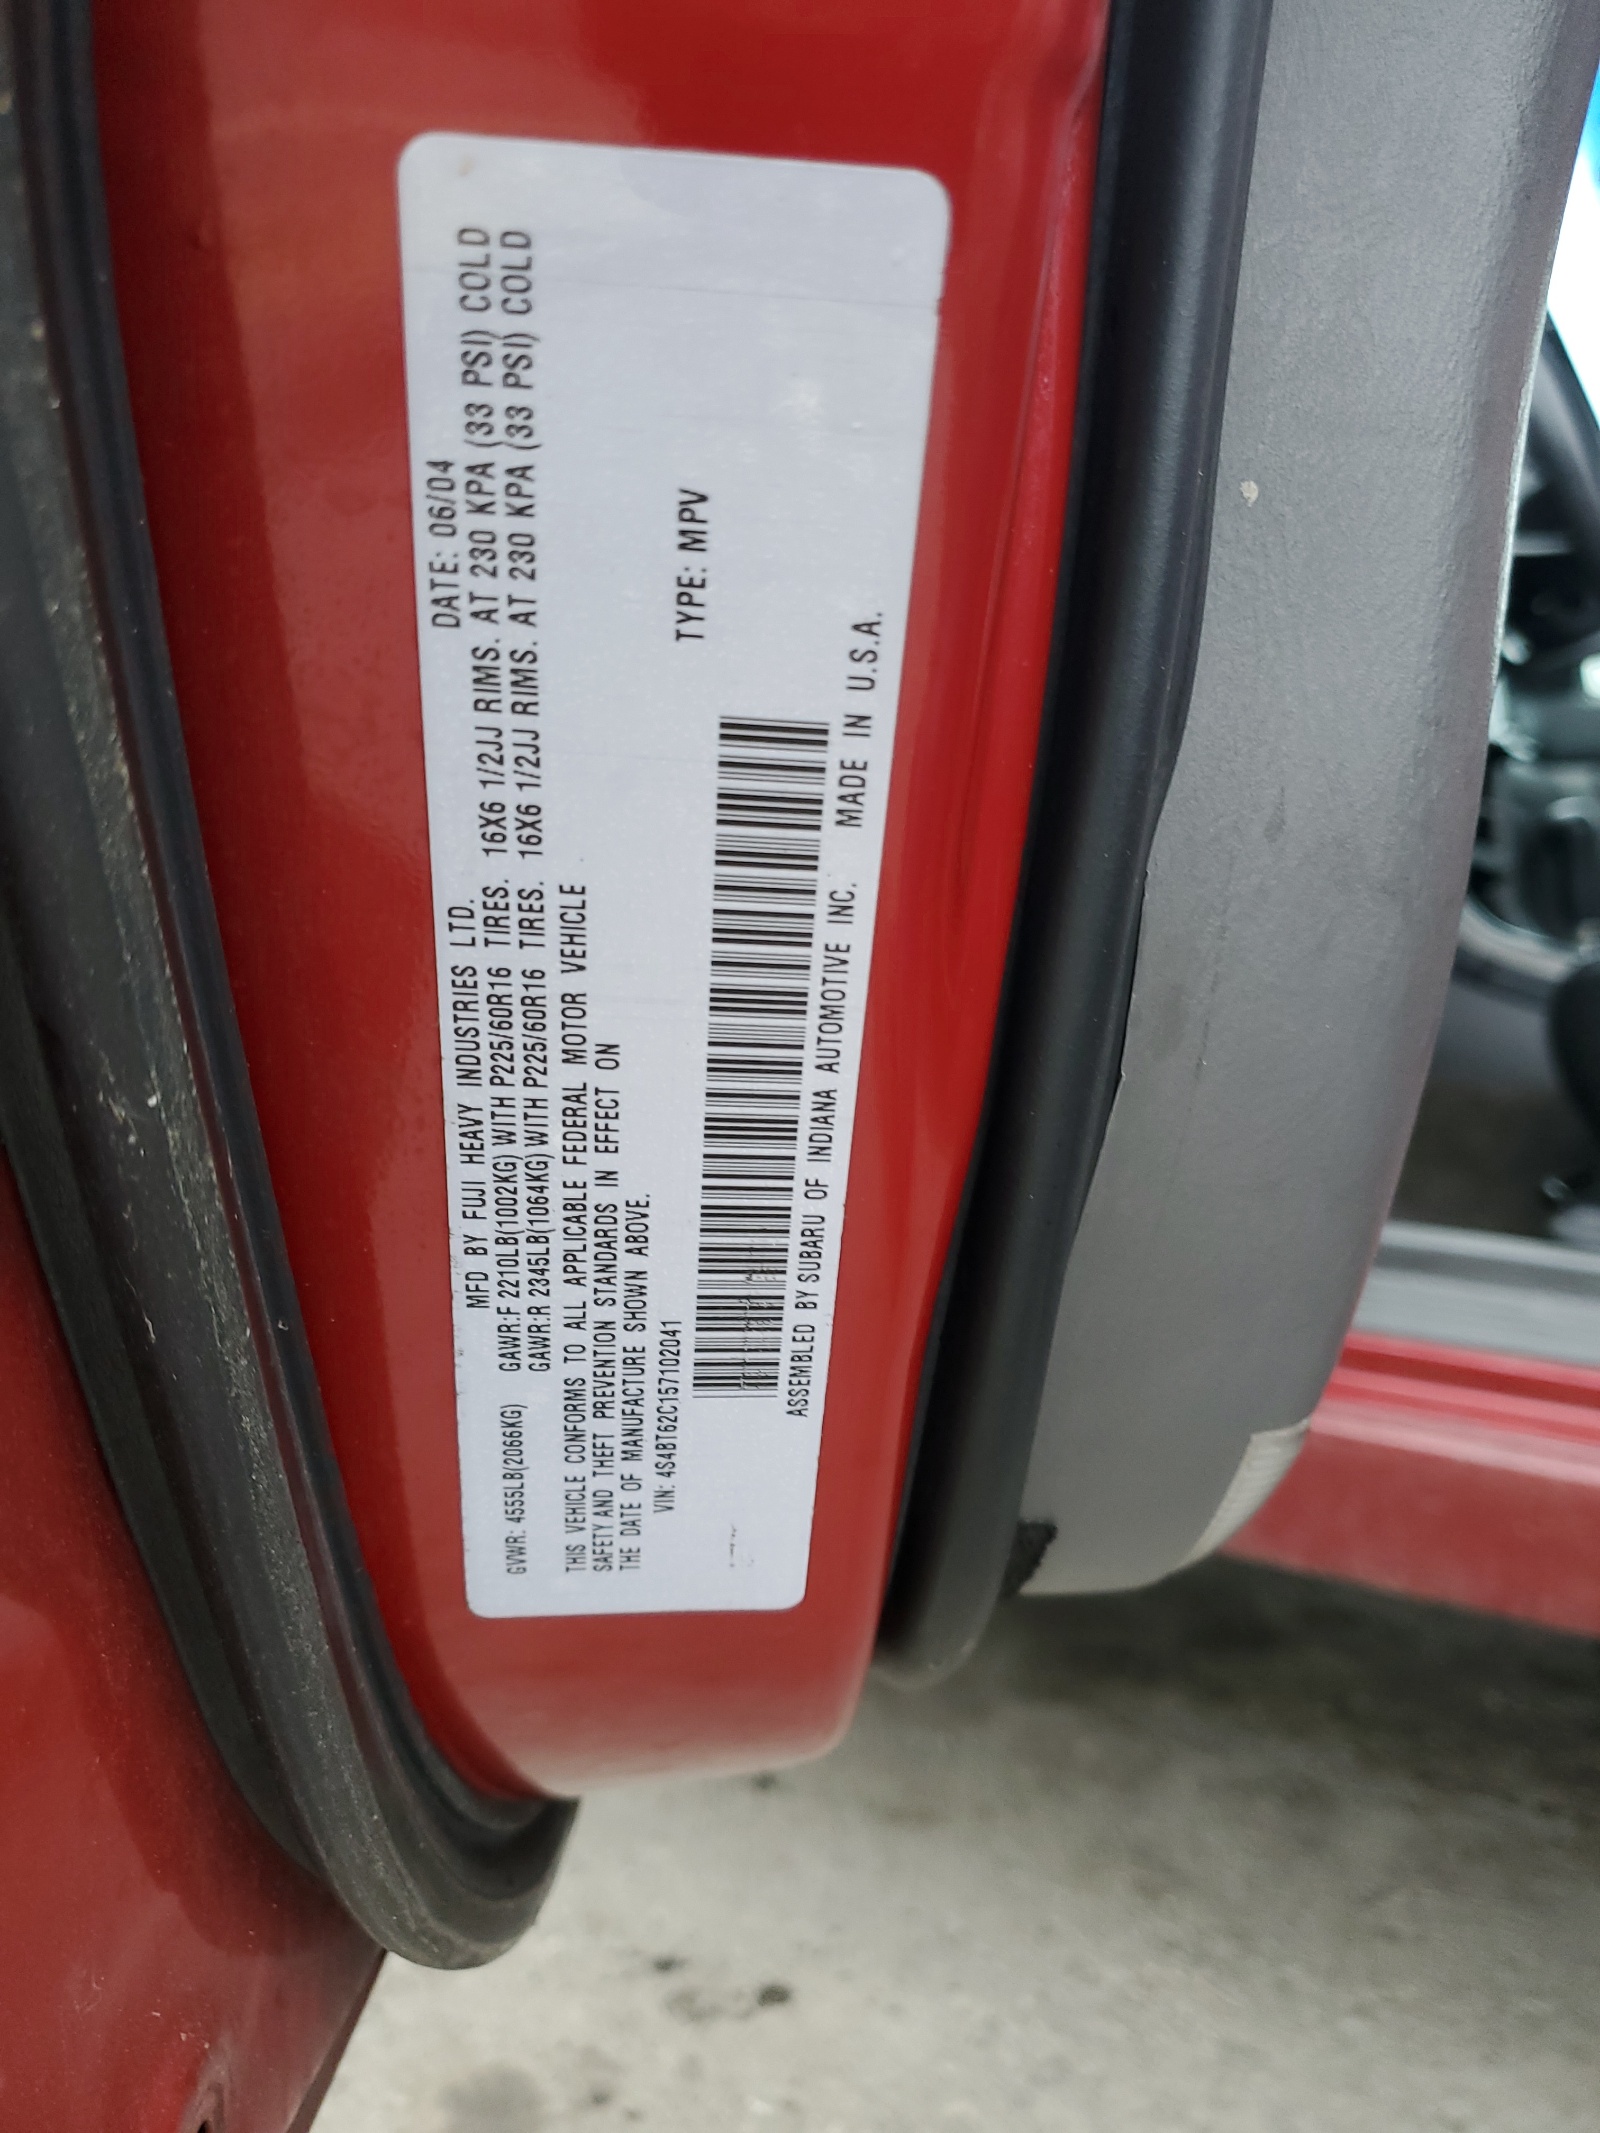 MFD BY FUJI HEAVY INDUSTRIES LTD. DATE: 06/04
GVWR: 4555LB(2066KG) GAWR:F 2210LB(1002KG) WITH P225/60R16 TIRES. 16X6 1/2JJ RIMS. AT 230 KPA (33 PSI) COLD
GAWR:R 2345LB(1064KG) WITH P225/60R16 TIRES. 16X6 1/2JJ RIMS. AT 230 KPA (33 PSI) COLD
THIS VEHICLE CONFORMS TO ALL APPLICABLE FEDERAL MOTOR VEHICLE
SAFETY AND THEFT PREVENTION STANDARDS IN EFFECT ON
THE DATE OF MANUFACTURE SHOWN ABOVE.
VIN: 4S4BT62C157102041 TYPE: MPV
ASSEMBLED BY SUBARU OF INDIANA AUTOMOTIVE INC. MADE IN U.S.A.